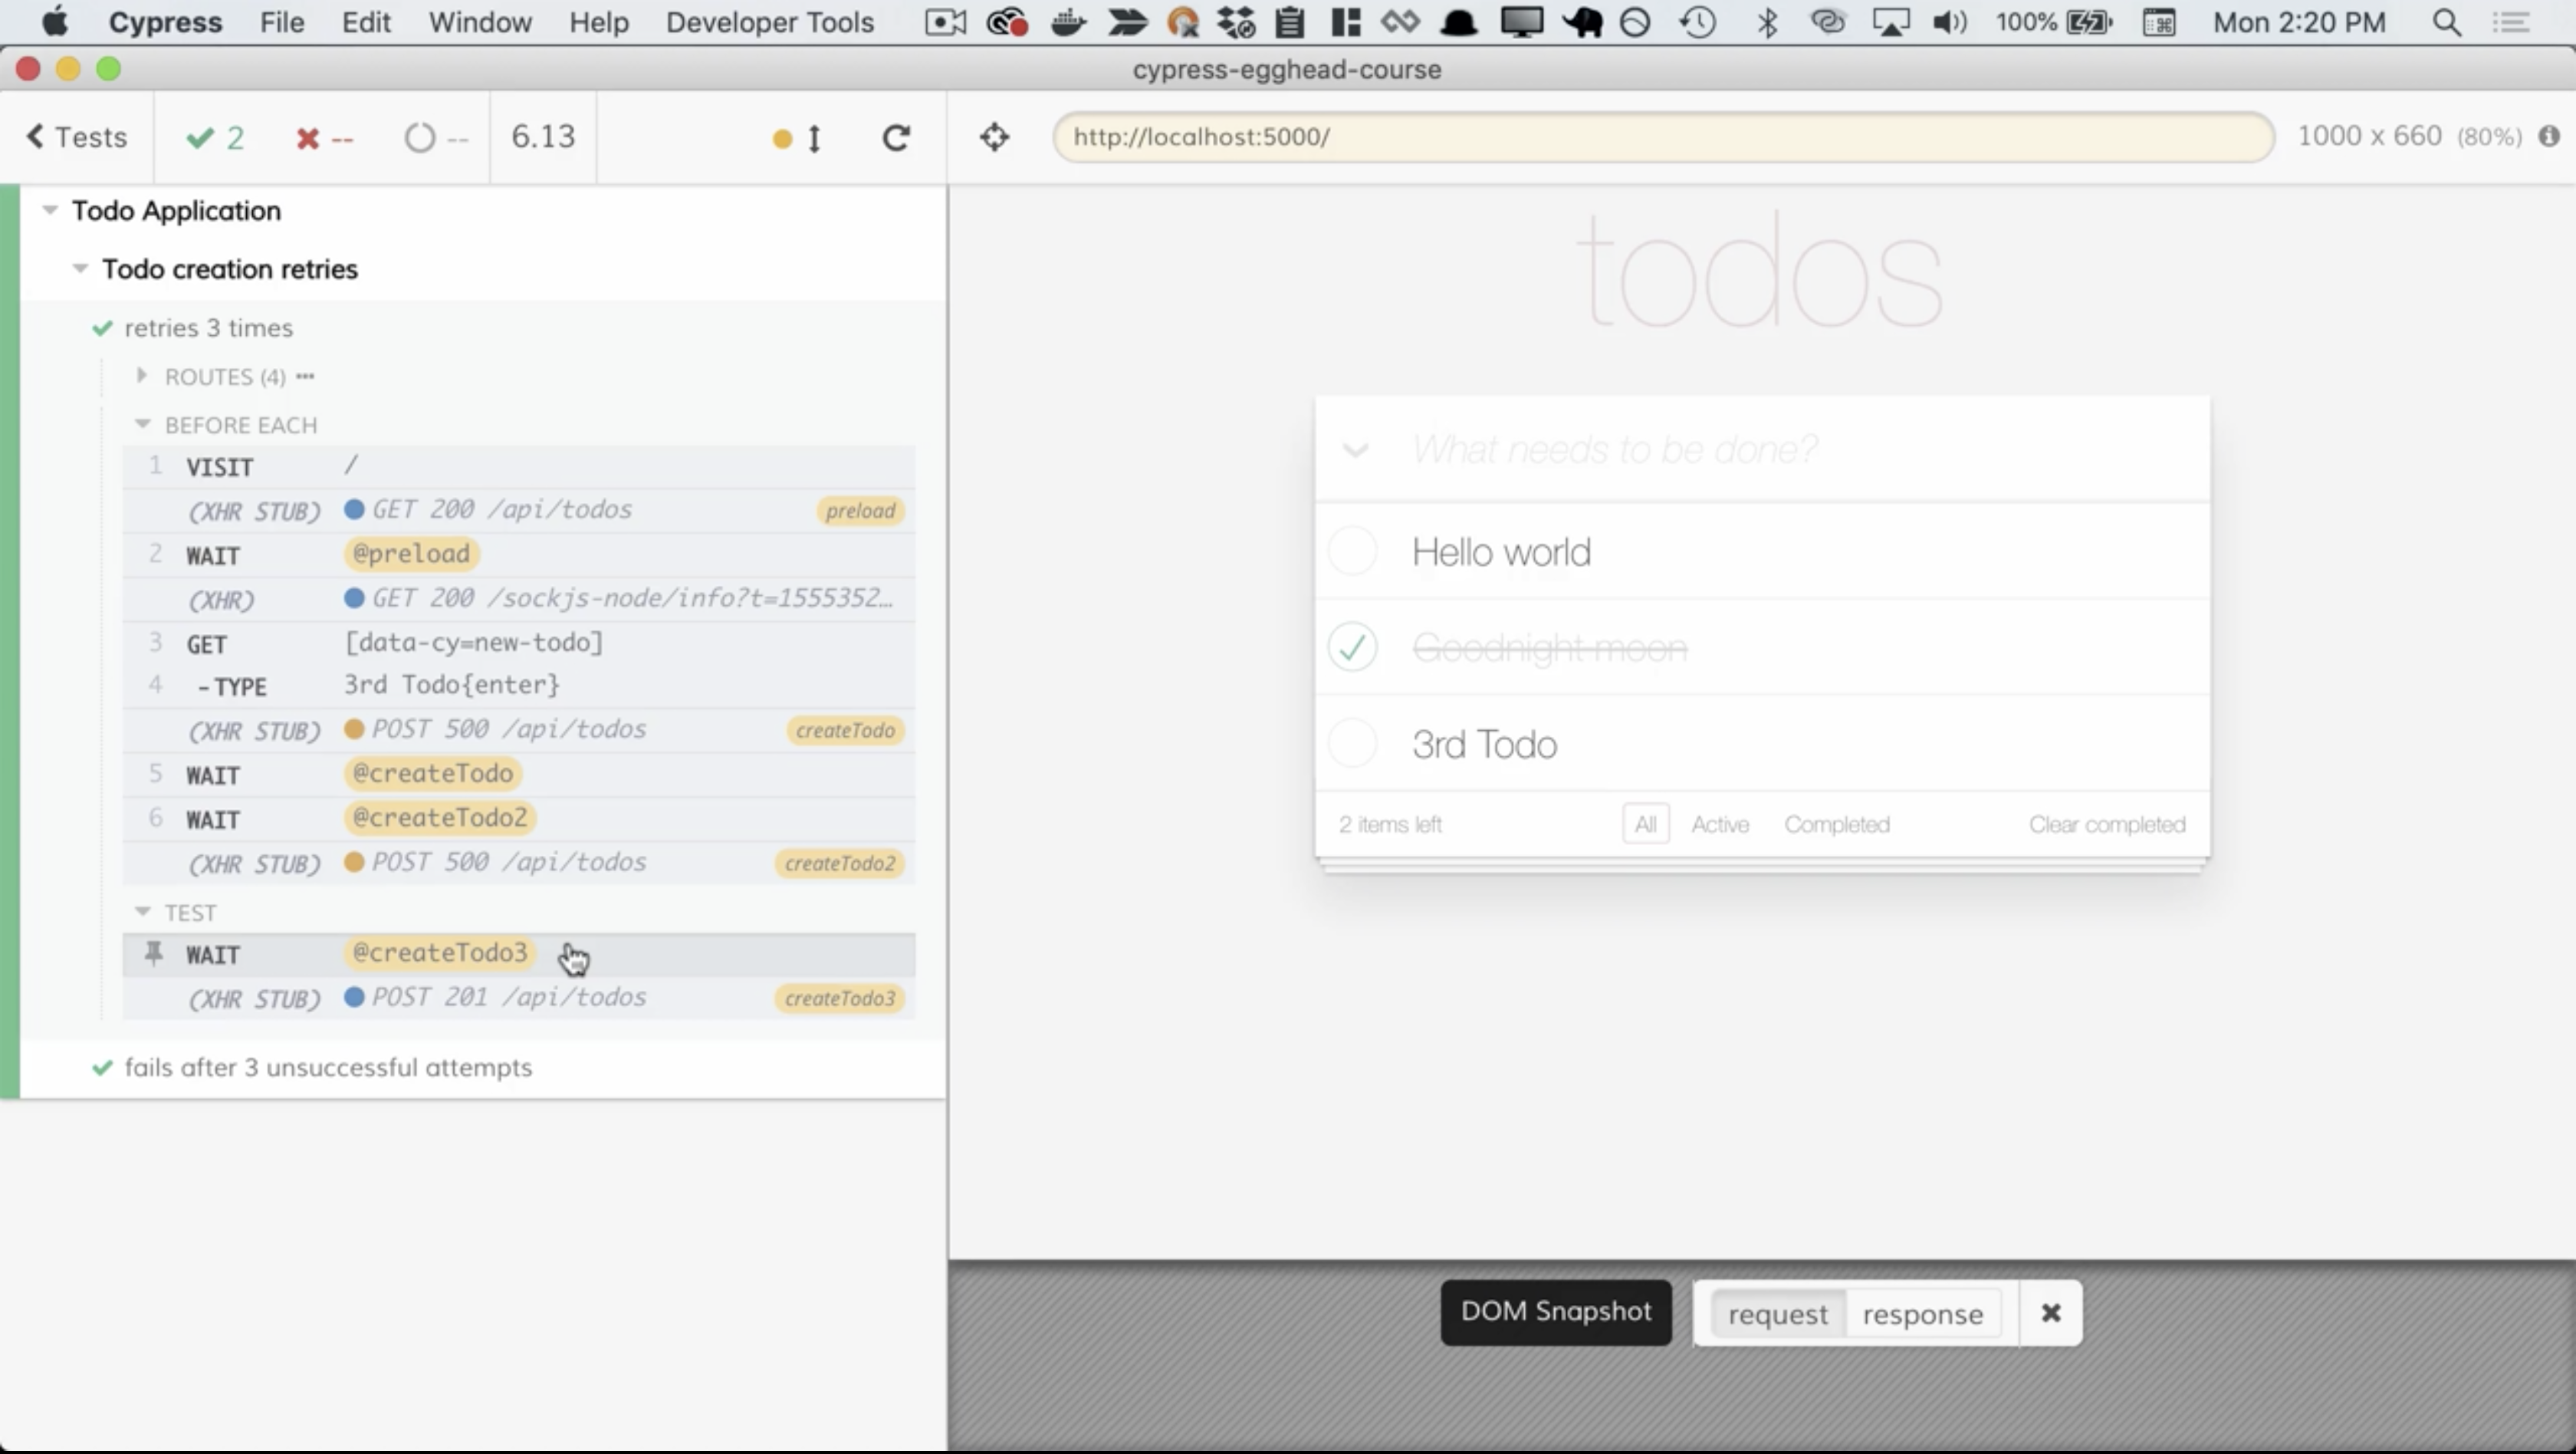 Cypress File Edit Window Help Developer Tools 100% Mon 2:20 PM
cypress-egghead-course
Tests 2 -- -- 6.13 http://localhost:5000/ 1000 x 660 (80%)
Todo Application
Todo creation retries
retries 3 times
ROUTES (4)
BEFORE EACH
1 VISIT /
(XHR STUB) GET 200 /api/todos preload
2 WAIT @preload
(XHR) GET 200 /sockjs-node/info?t=1555352…
3 GET [data-cy=new-todo]
4 -TYPE 3rd Todo{enter}
(XHR STUB) POST 500 /api/todos createTodo
5 WAIT @createTodo
6 WAIT @createTodo2
(XHR STUB) POST 500 /api/todos createTodo2
TEST
WAIT @createTodo3
(XHR STUB) POST 201 /api/todos createTodo3
fails after 3 unsuccessful attempts
todos
What needs to be done?
Hello world
Goodnight moon
3rd Todo
2 items left All Active Completed Clear completed
DOM Snapshot request response